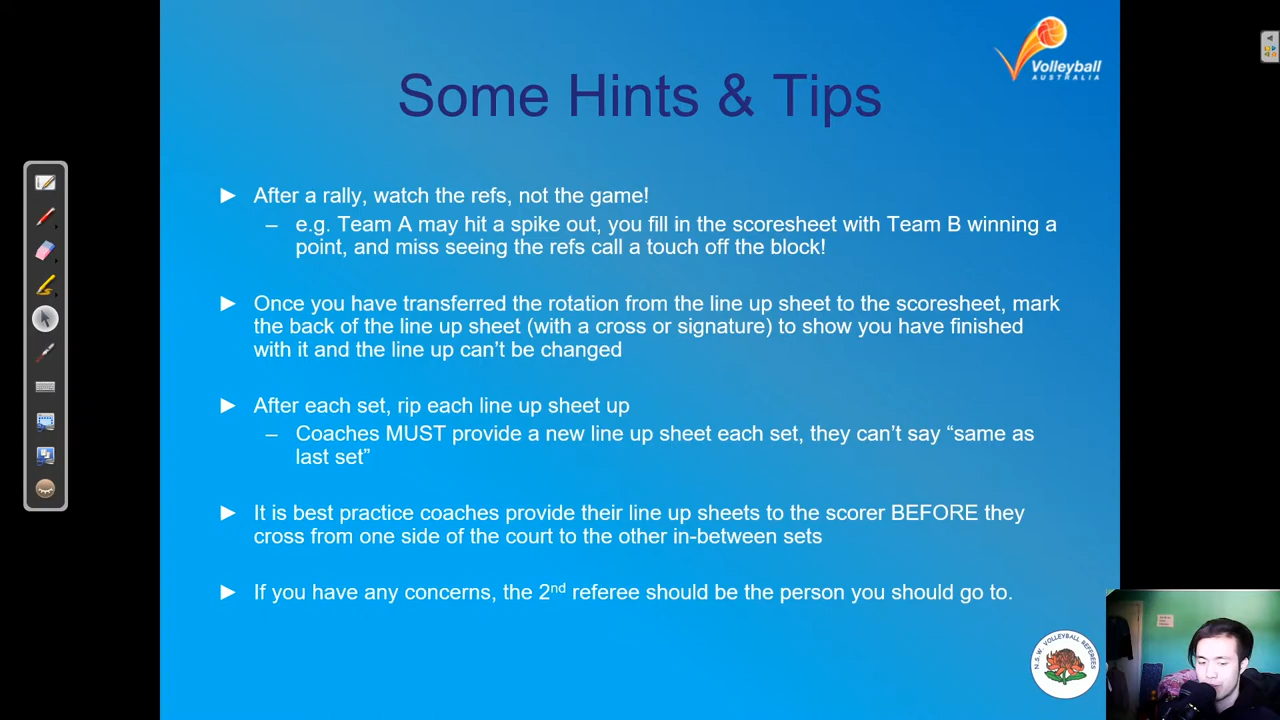 Volleyball
AUSTRALIA
Some Hints & Tips
► After a rally, watch the refs, not the game!
– e.g. Team A may hit a spike out, you fill in the scoresheet with Team B winning a
point, and miss seeing the refs call a touch off the block!
► Once you have transferred the rotation from the line up sheet to the scoresheet, mark
the back of the line up sheet (with a cross or signature) to show you have finished
with it and the line up can’t be changed
► After each set, rip each line up sheet up
– Coaches MUST provide a new line up sheet each set, they can’t say “same as
last set”
► It is best practice coaches provide their line up sheets to the scorer BEFORE they
cross from one side of the court to the other in-between sets
► If you have any concerns, the 2nd referee should be the person you should go to.
N.S.W. VOLLEYBALL REFEREES